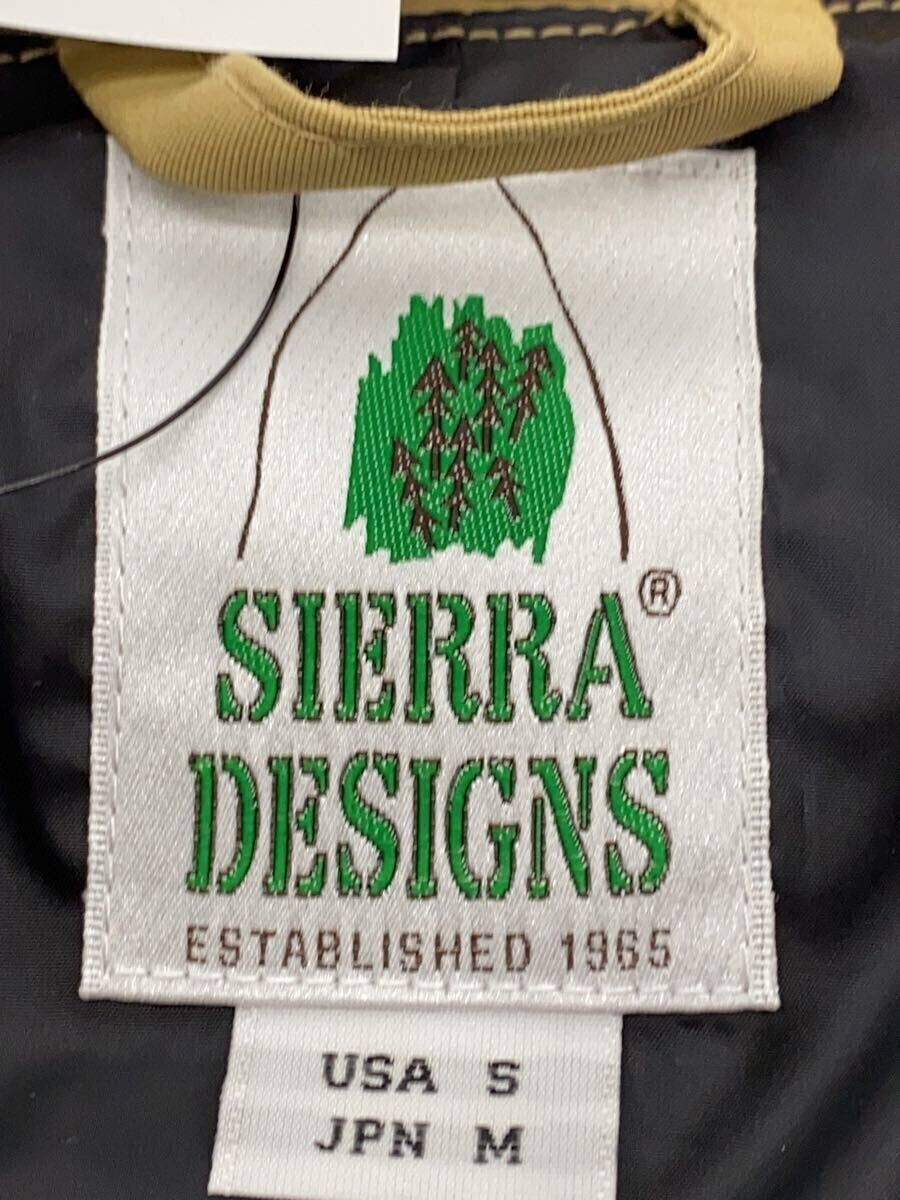 SIERRA®
DESIGNS
ESTABLISHED 1965
USA S
JPN M